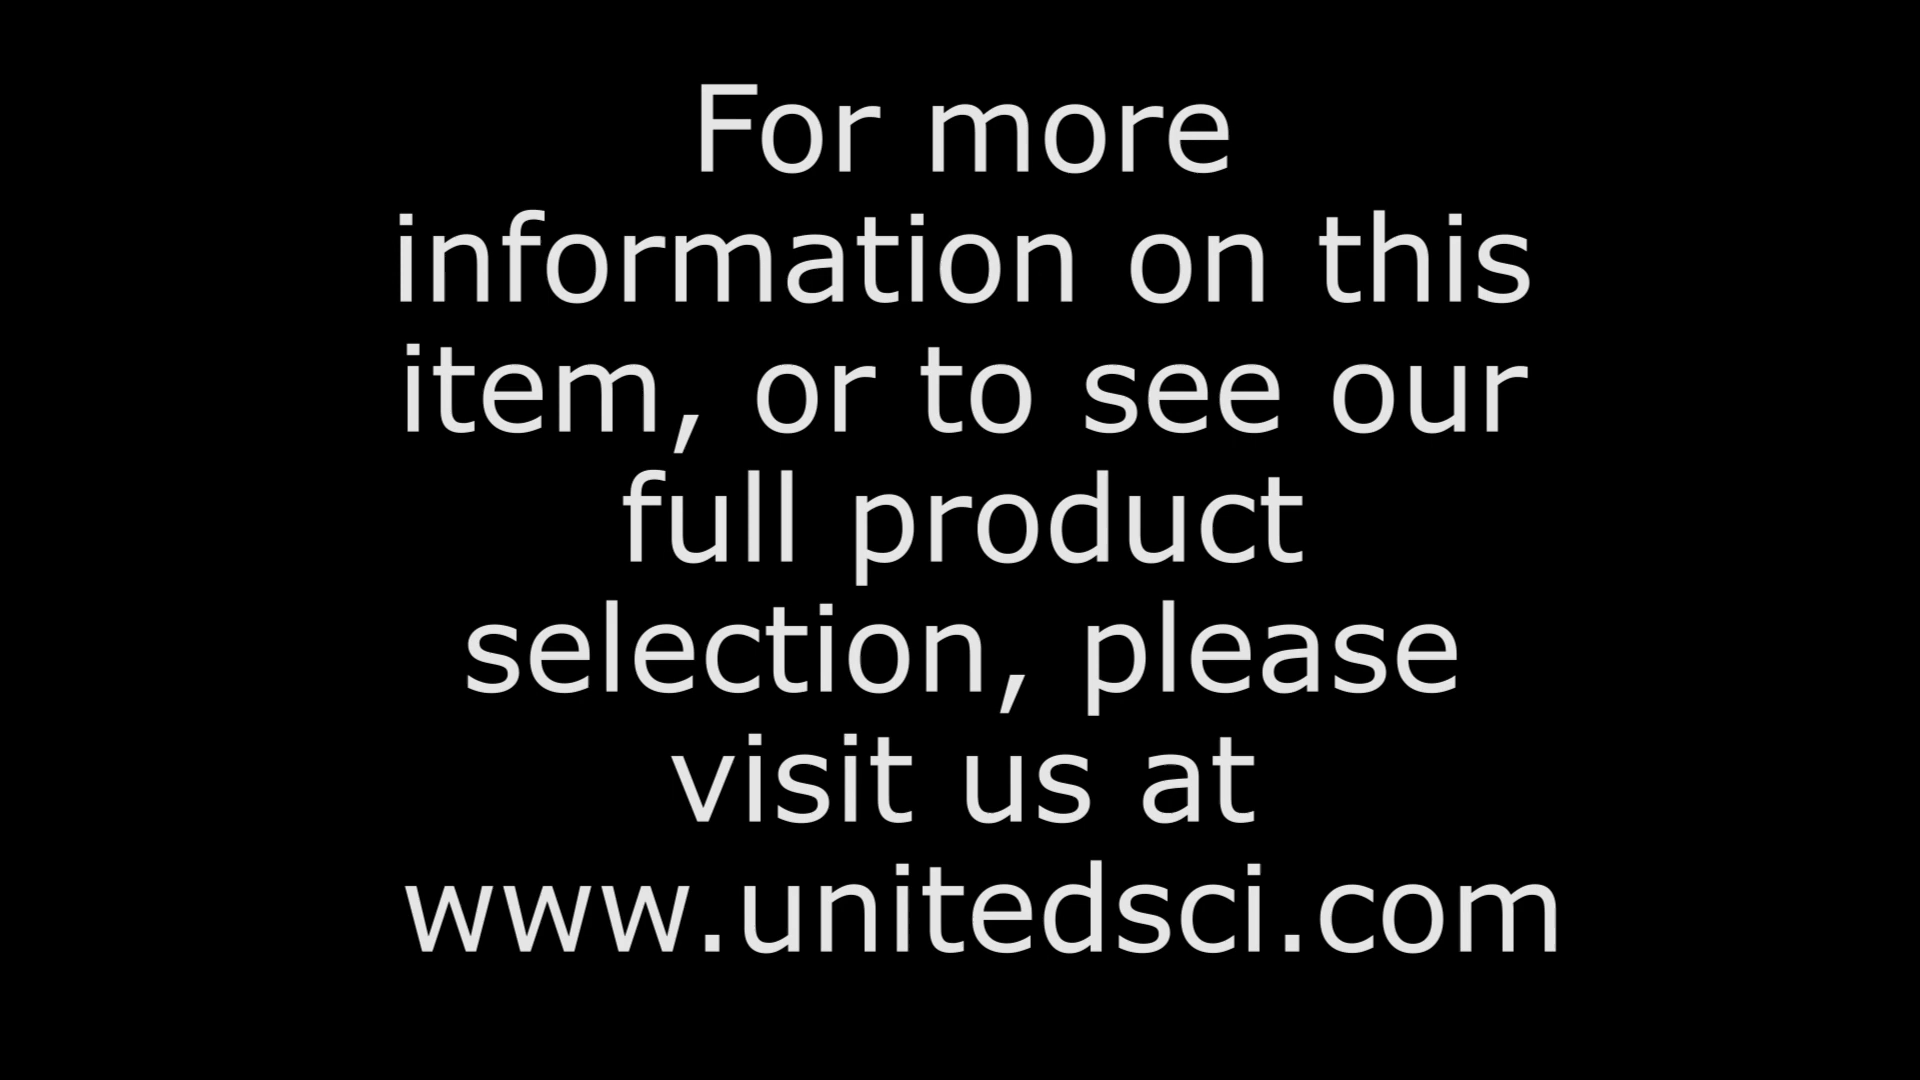 For more
information on this
item, or to see our
full product
selection, please
visit us at
www.unitedsci.com